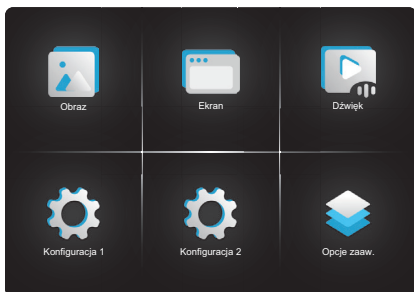 Obraz
Ekran
Dźwięk
Konfiguracja 1
Konfiguracja 2
Opcje zaaw.